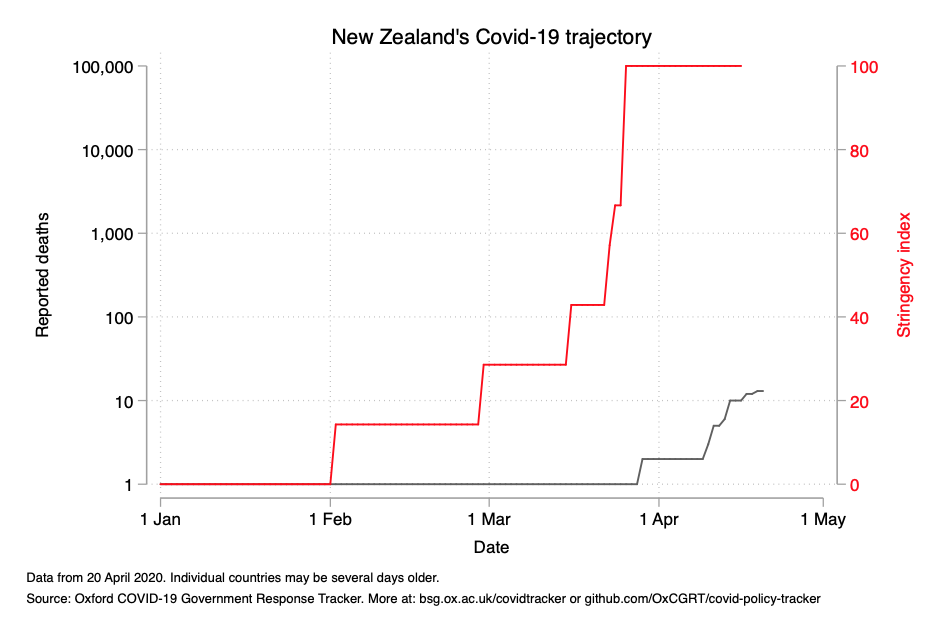 New Zealand's Covid-19 trajectory
100,000
10,000
1,000
100
10
1
Reported deaths
100
80
60
40
20
0
Stringency index
1 Jan
1 Feb
1 Mar
1 Apr
1 May
Date
Data from 20 April 2020. Individual countries may be several days older.
Source: Oxford COVID-19 Government Response Tracker. More at: bsg.ox.ac.uk/covidtracker or github.com/OxCGRT/covid-policy-tracker